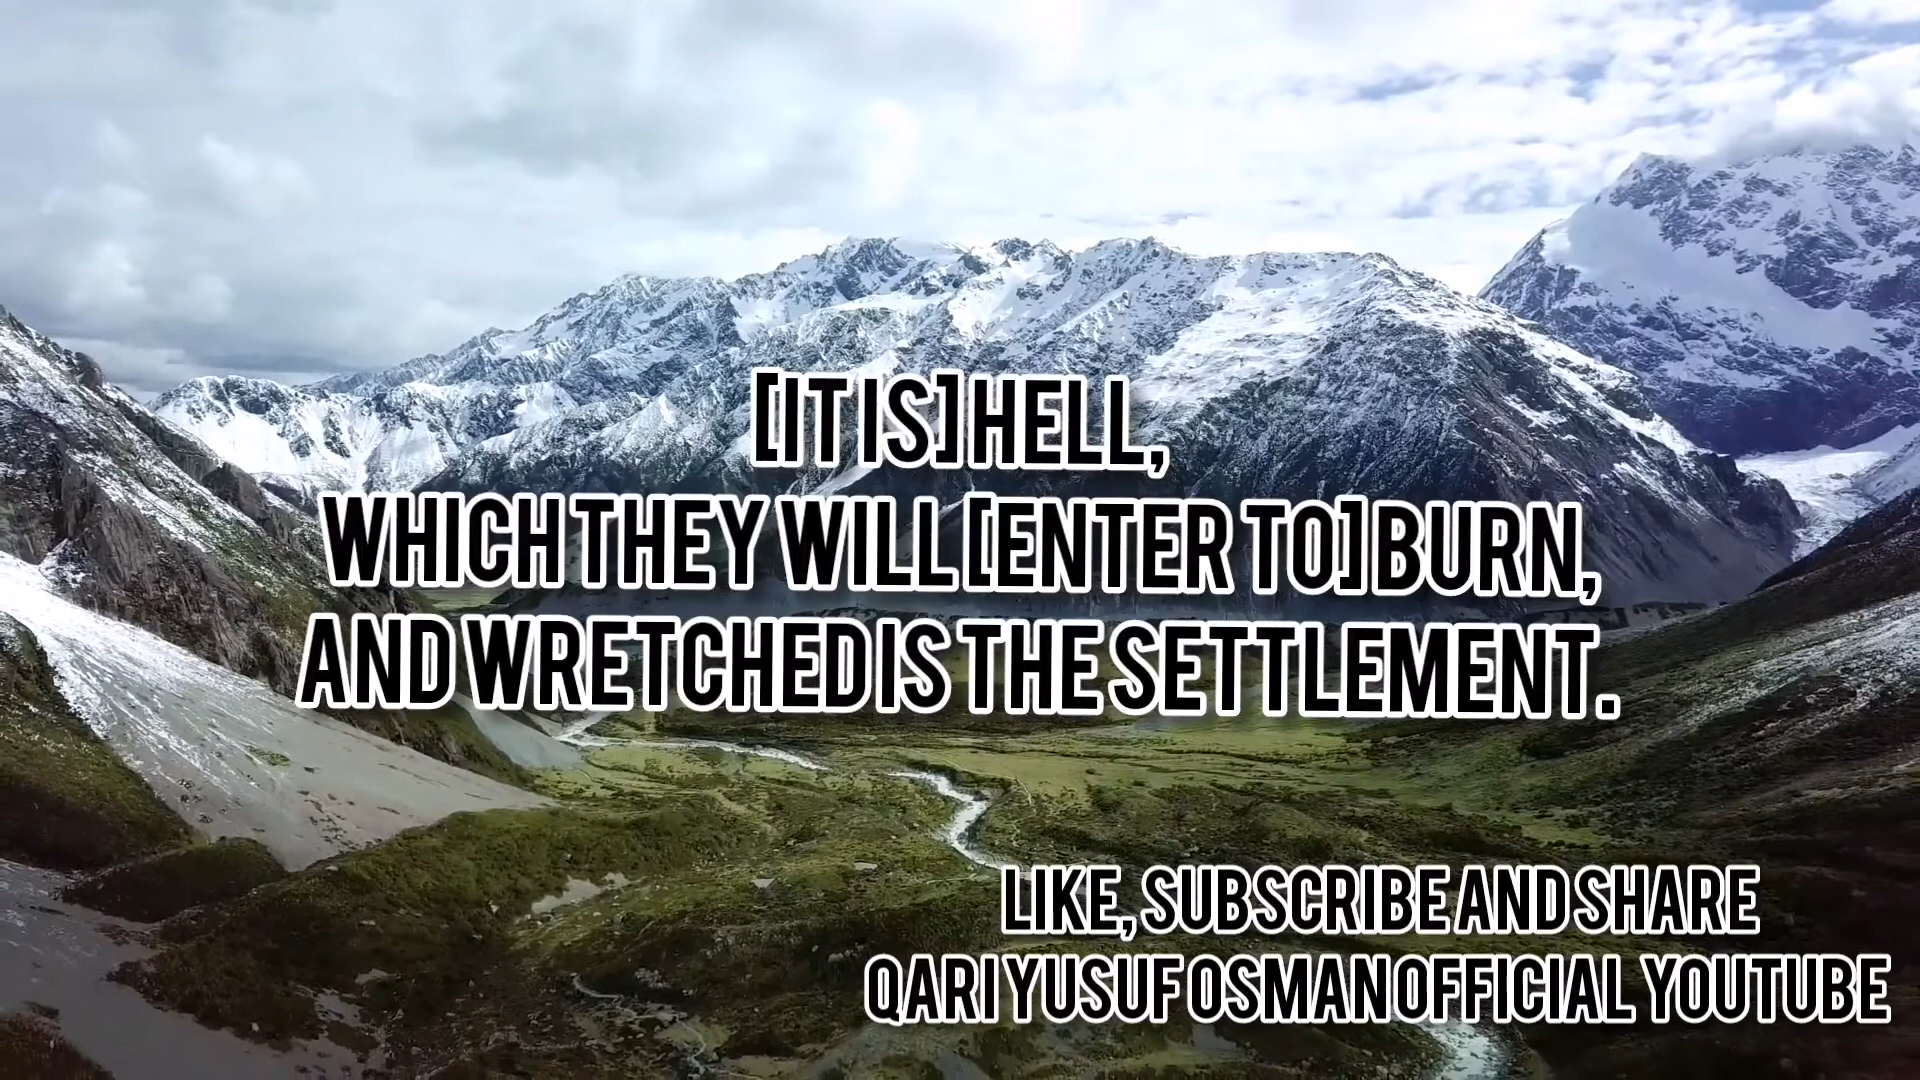 [IT IS] HELL,
WHICH THEY WILL [ENTER TO] BURN,
AND WRETCHED IS THE SETTLEMENT.
LIKE, SUBSCRIBE AND SHARE
QARI YUSUF OSMAN OFFICIAL YOUTUBE